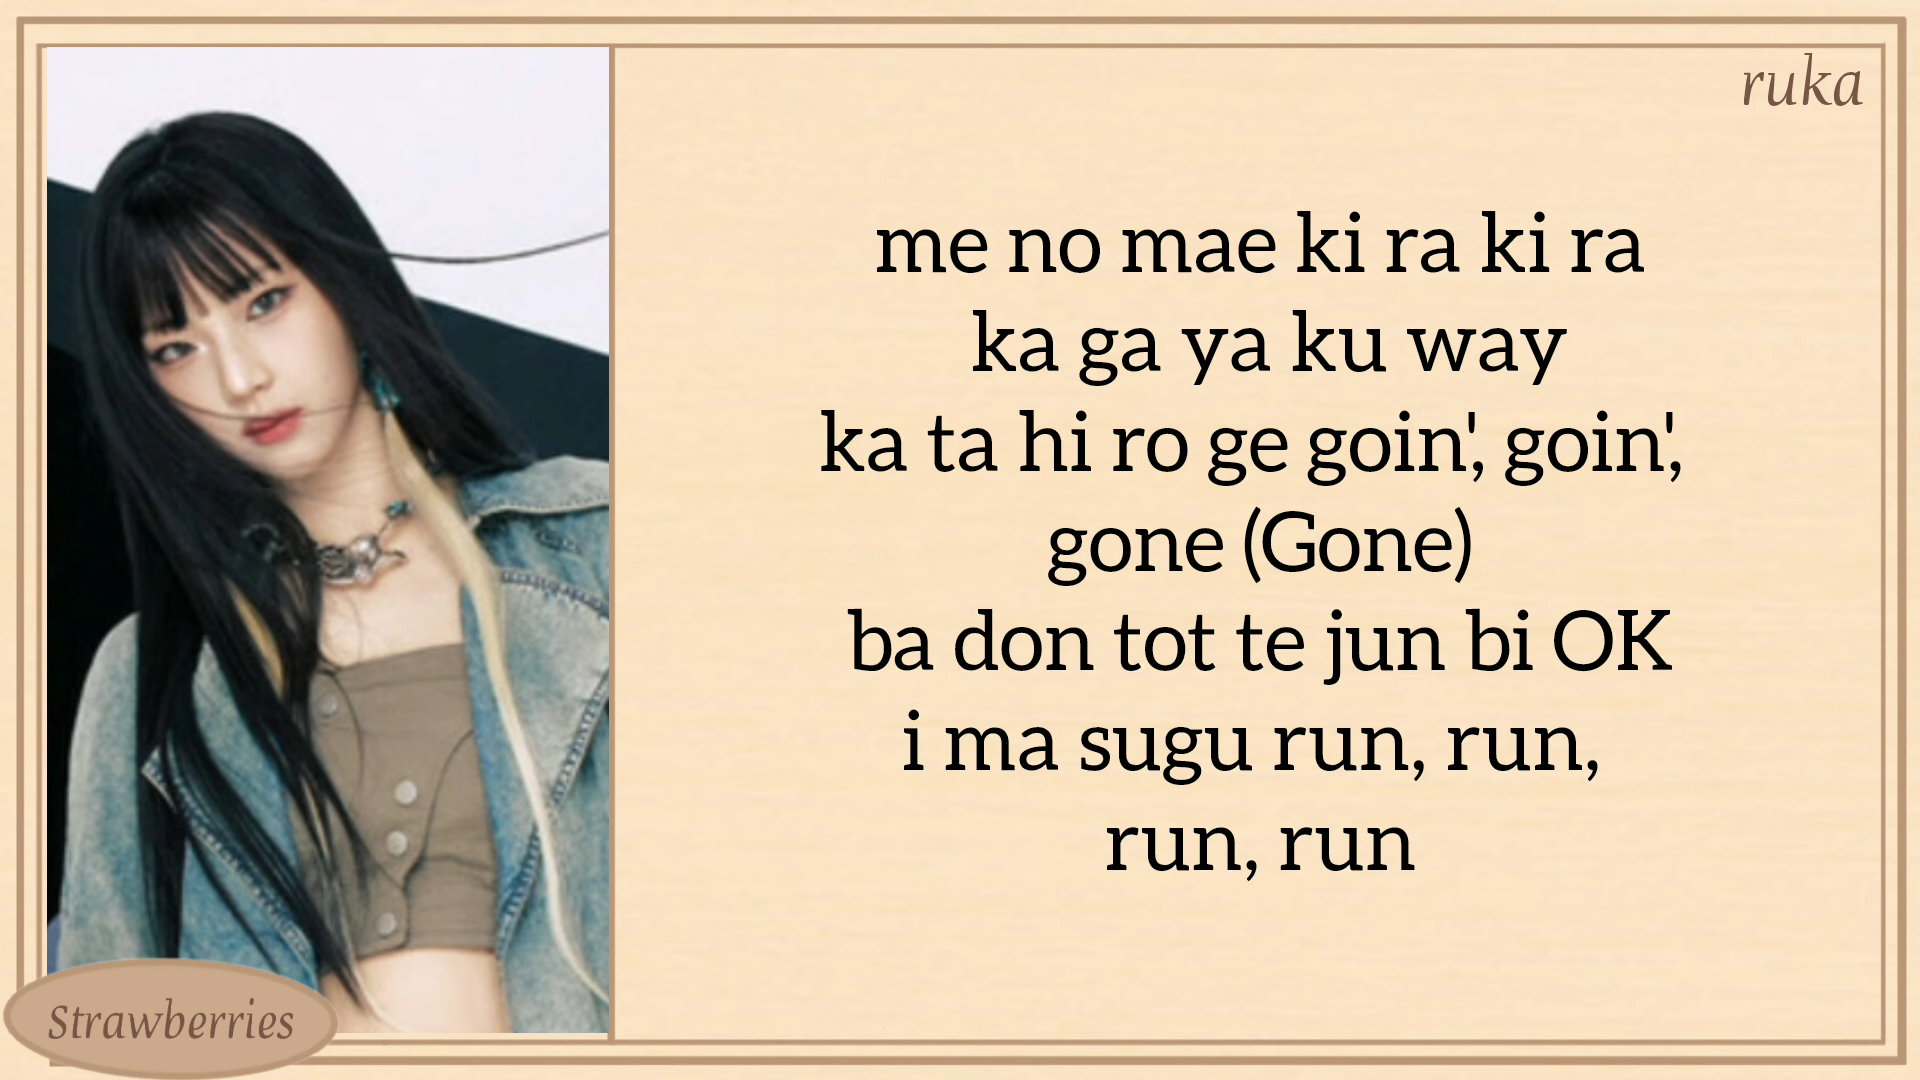 ruka
me no mae ki ra ki ra
ka ga ya ku way
ka ta hi ro ge goin', goin',
gone (Gone)
ba don tot te jun bi OK
i ma sugu run, run,
run, run
Strawberries